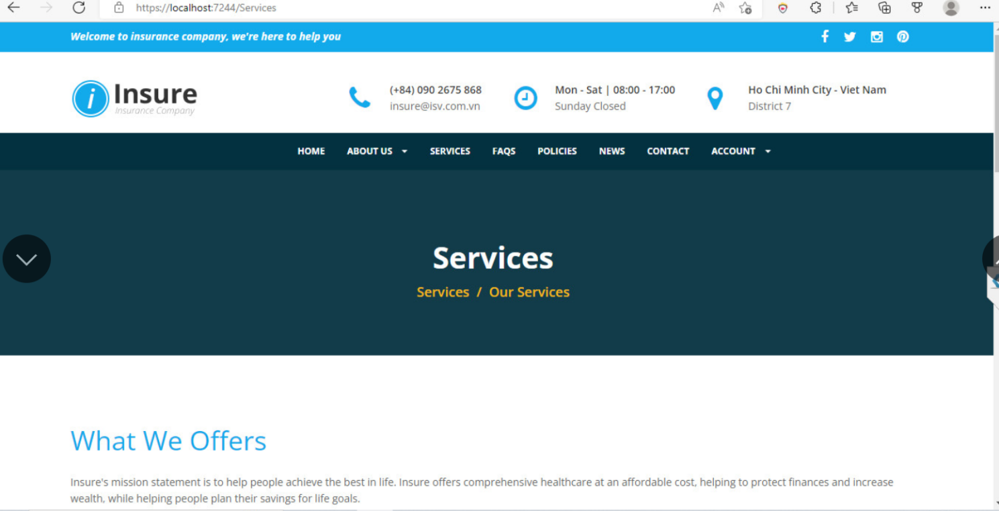 https://localhost:7244/Services
Welcome to insurance company, we're here to help you
i Insure
Insurance Company
(+84) 090 2675 868
insure@isv.com.vn
Mon - Sat | 08:00 - 17:00
Sunday Closed
Ho Chi Minh City - Viet Nam
District 7
HOME ABOUT US SERVICES FAQS POLICIES NEWS CONTACT ACCOUNT
Services
Services / Our Services
What We Offers
Insure's mission statement is to help people achieve the best in life. Insure offers comprehensive healthcare at an affordable cost, helping to protect finances and increase
wealth, while helping people plan their savings for life goals.